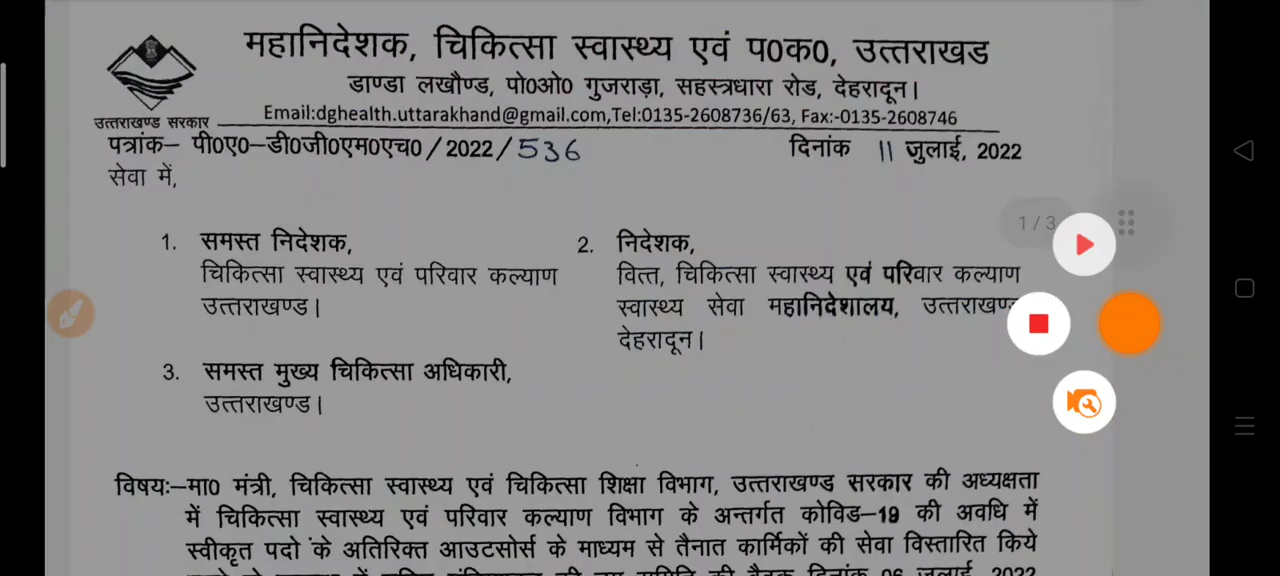 महानिदेशक, चिकित्सा स्वास्थ्य एवं प0क0, उत्तराखड
डाण्डा लखौण्ड, पो0ओ0 गुजराड़ा, सहस्त्रधारा रोड, देहरादून।
Email:dghealth.uttarakhand@gmail.com,Tel:0135-2608736/63, Fax:-0135-2608746
उत्तराखण्ड सरकार
पत्रांक– पी0ए0–डी0जी0एम0एच0/2022/536 दिनांक 11 जुलाई, 2022
सेवा में,
1/3
1. समस्त निदेशक,
चिकित्सा स्वास्थ्य एवं परिवार कल्याण
उत्तराखण्ड।
2. निदेशक,
वित्त, चिकित्सा स्वास्थ्य एवं परिवार कल्याण
स्वास्थ्य सेवा महानिदेशालय, उत्तराखण्ड
देहरादून।
3. समस्त मुख्य चिकित्सा अधिकारी,
उत्तराखण्ड।
विषयः–मा0 मंत्री, चिकित्सा स्वास्थ्य एवं चिकित्सा शिक्षा विभाग, उत्तराखण्ड सरकार की अध्यक्षता
में चिकित्सा स्वास्थ्य एवं परिवार कल्याण विभाग के अन्तर्गत कोविड–19 की अवधि में
स्वीकृत पदो के अतिरिक्त आउटसोर्स के माध्यम से तैनात कार्मिकों की सेवा विस्तारित किये
की बैठक दिनांक 06 जुलाई, 2022